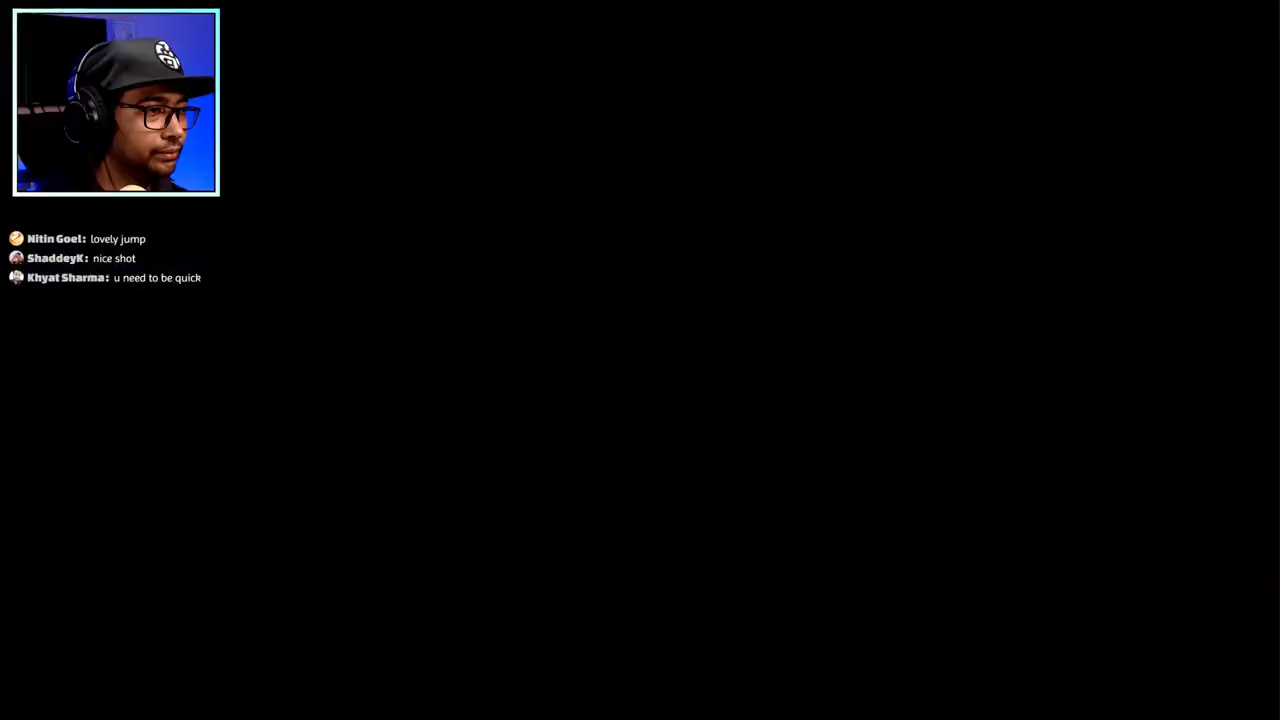 Nitin Goel: lovely jump
ShaddeyK: nice shot
Khyat Sharma: u need to be quick